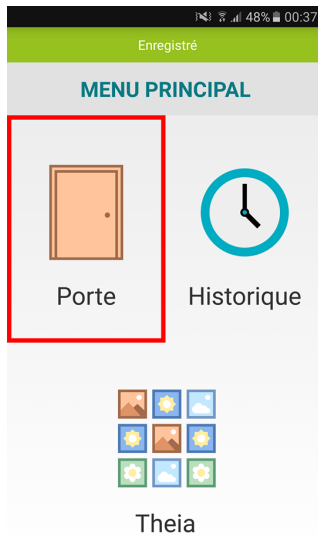 48% 00:37
Enregistré
MENU PRINCIPAL
Porte Historique
Theia